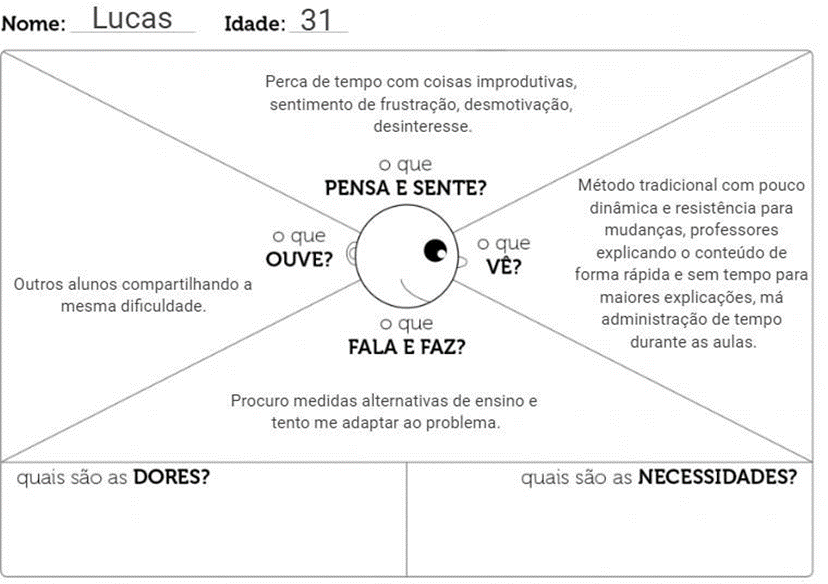 Nome: Lucas Idade: 31
Perca de tempo com coisas improdutivas,
sentimento de frustração, desmotivação,
desinteresse.
o que
PENSA E SENTE?
Método tradicional com pouco
dinâmica e resistência para
mudanças, professores
explicando o conteúdo de
forma rápida e sem tempo para
maiores explicações, má
administração de tempo
durante as aulas.
o que
OUVE?
o que
VÊ?
Outros alunos compartilhando a
mesma dificuldade.
o que
FALA E FAZ?
Procuro medidas alternativas de ensino e
tento me adaptar ao problema.
quais são as DORES?
quais são as NECESSIDADES?